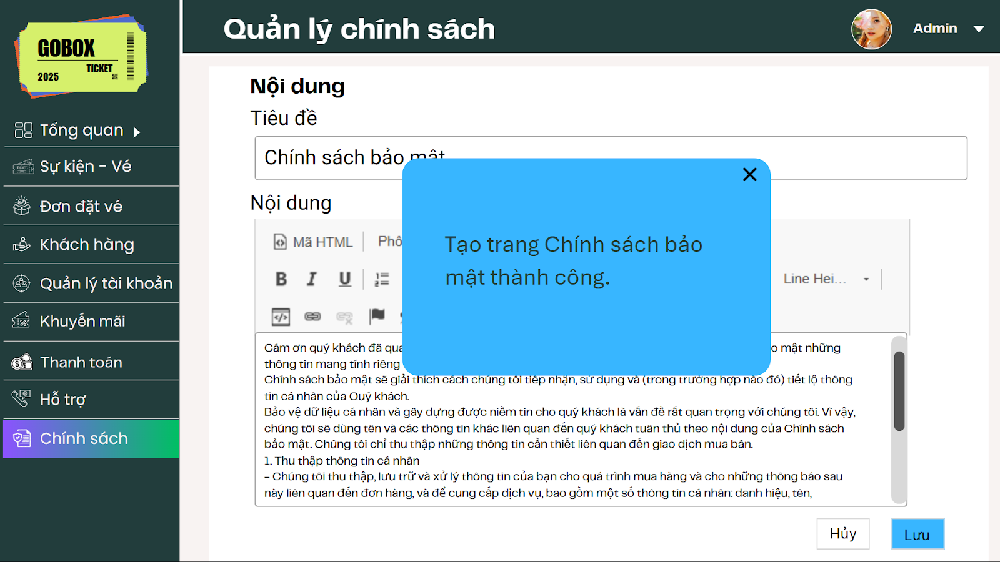 GOBOX
TICKET
2025
Quản lý chính sách
Admin
Tổng quan
Sự kiện - Vé
Đơn đặt vé
Khách hàng
Quản lý tài khoản
Khuyến mãi
Thanh toán
Hỗ trợ
Chính sách
Nội dung
Tiêu đề
Chính sách bảo mật
Nội dung
Mã HTML
Line Hei...
Tạo trang Chính sách bảo
mật thành công.
Cám ơn quý khách đã mật những
thông tin mang tính riêng
Chính sách bảo mật sẽ giải thích cách chúng tôi tiếp nhận, sử dụng và (trong trường hợp nào đó) tiết lộ thông
tin cá nhân của Quý khách.
Bảo vệ dữ liệu cá nhân và gây dựng được niềm tin cho quý khách là vấn đề rất quan trọng với chúng tôi. Vì vậy,
chúng tôi sẽ dùng tên và các thông tin khác liên quan đến quý khách tuân thủ theo nội dung của Chính sách
bảo mật. Chúng tôi chỉ thu thập những thông tin cần thiết liên quan đến giao dịch mua bán.
1. Thu thập thông tin cá nhân
- Chúng tôi thu thập, lưu trữ và xử lý thông tin của bạn cho quá trình mua hàng và cho những thông báo sau
này liên quan đến đơn hàng, và để cung cấp dịch vụ, bao gồm một số thông tin cá nhân: danh hiệu, tên,
Hủy
Lưu